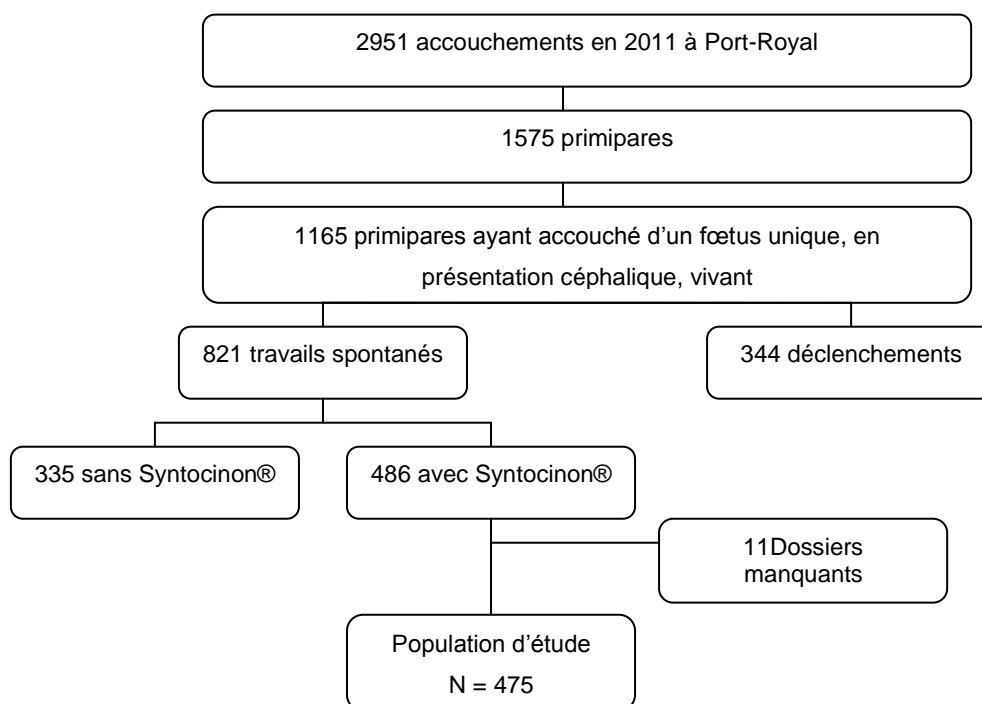 2951 accouchements en 2011 à Port-Royal
1575 primipares
1165 primipares ayant accouché d’un fœtus unique, en
présentation céphalique, vivant
821 travails spontanés
344 déclenchements
335 sans Syntocinon®
486 avec Syntocinon®
11Dossiers
manquants
Population d’étude
N = 475